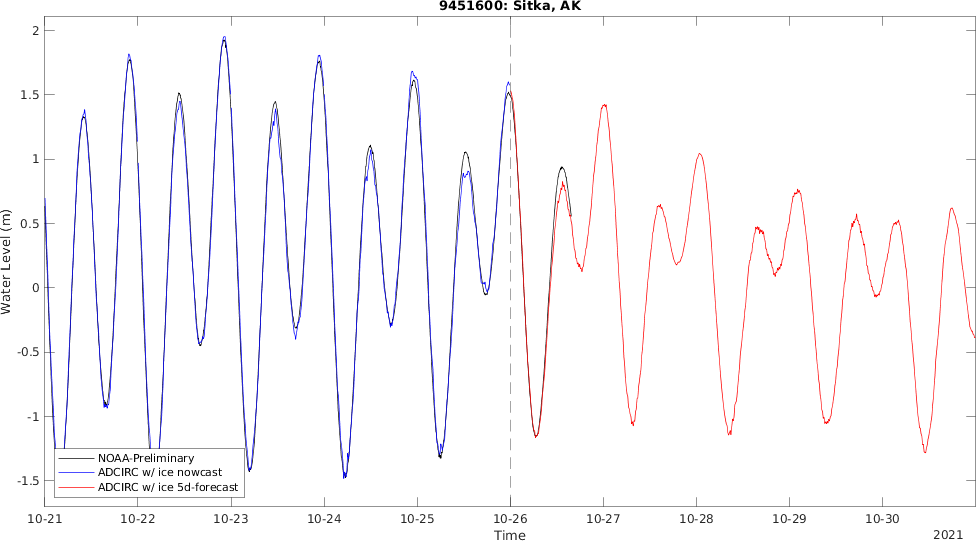 9451600: Sitka, AK
Water Level (m)
2
1.5
1
0.5
0
-0.5
-1
-1.5
NOAA-Preliminary
ADCIRC w/ ice nowcast
ADCIRC w/ ice 5d-forecast
10-21 10-22 10-23 10-24 10-25 10-26 10-27 10-28 10-29 10-30
Time
2021